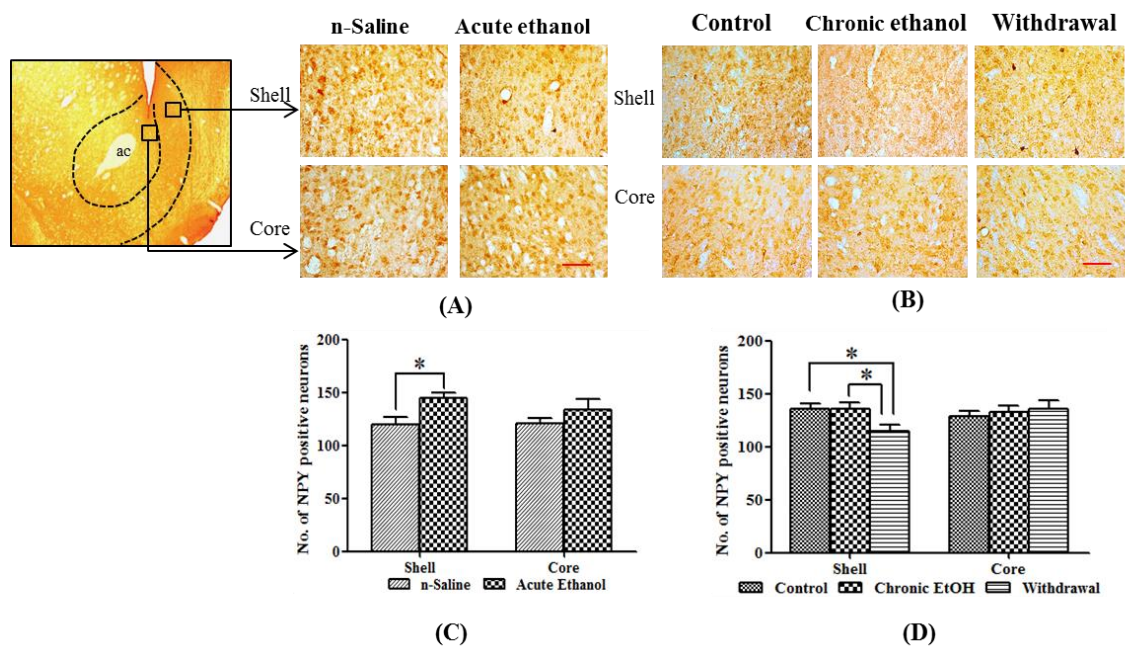 n-Saline Acute ethanol
Control Chronic ethanol Withdrawal
Shell
ac
Core
Shell
Core
(A)
(B)
No. of NPY positive neurons
200
150
100
50
0
*
Shell Core
n-Saline Acute Ethanol
(C)
No. of NPY positive neurons
200
150
100
50
0
*
*
Shell Core
Control Chronic EtOH Withdrawal
(D)